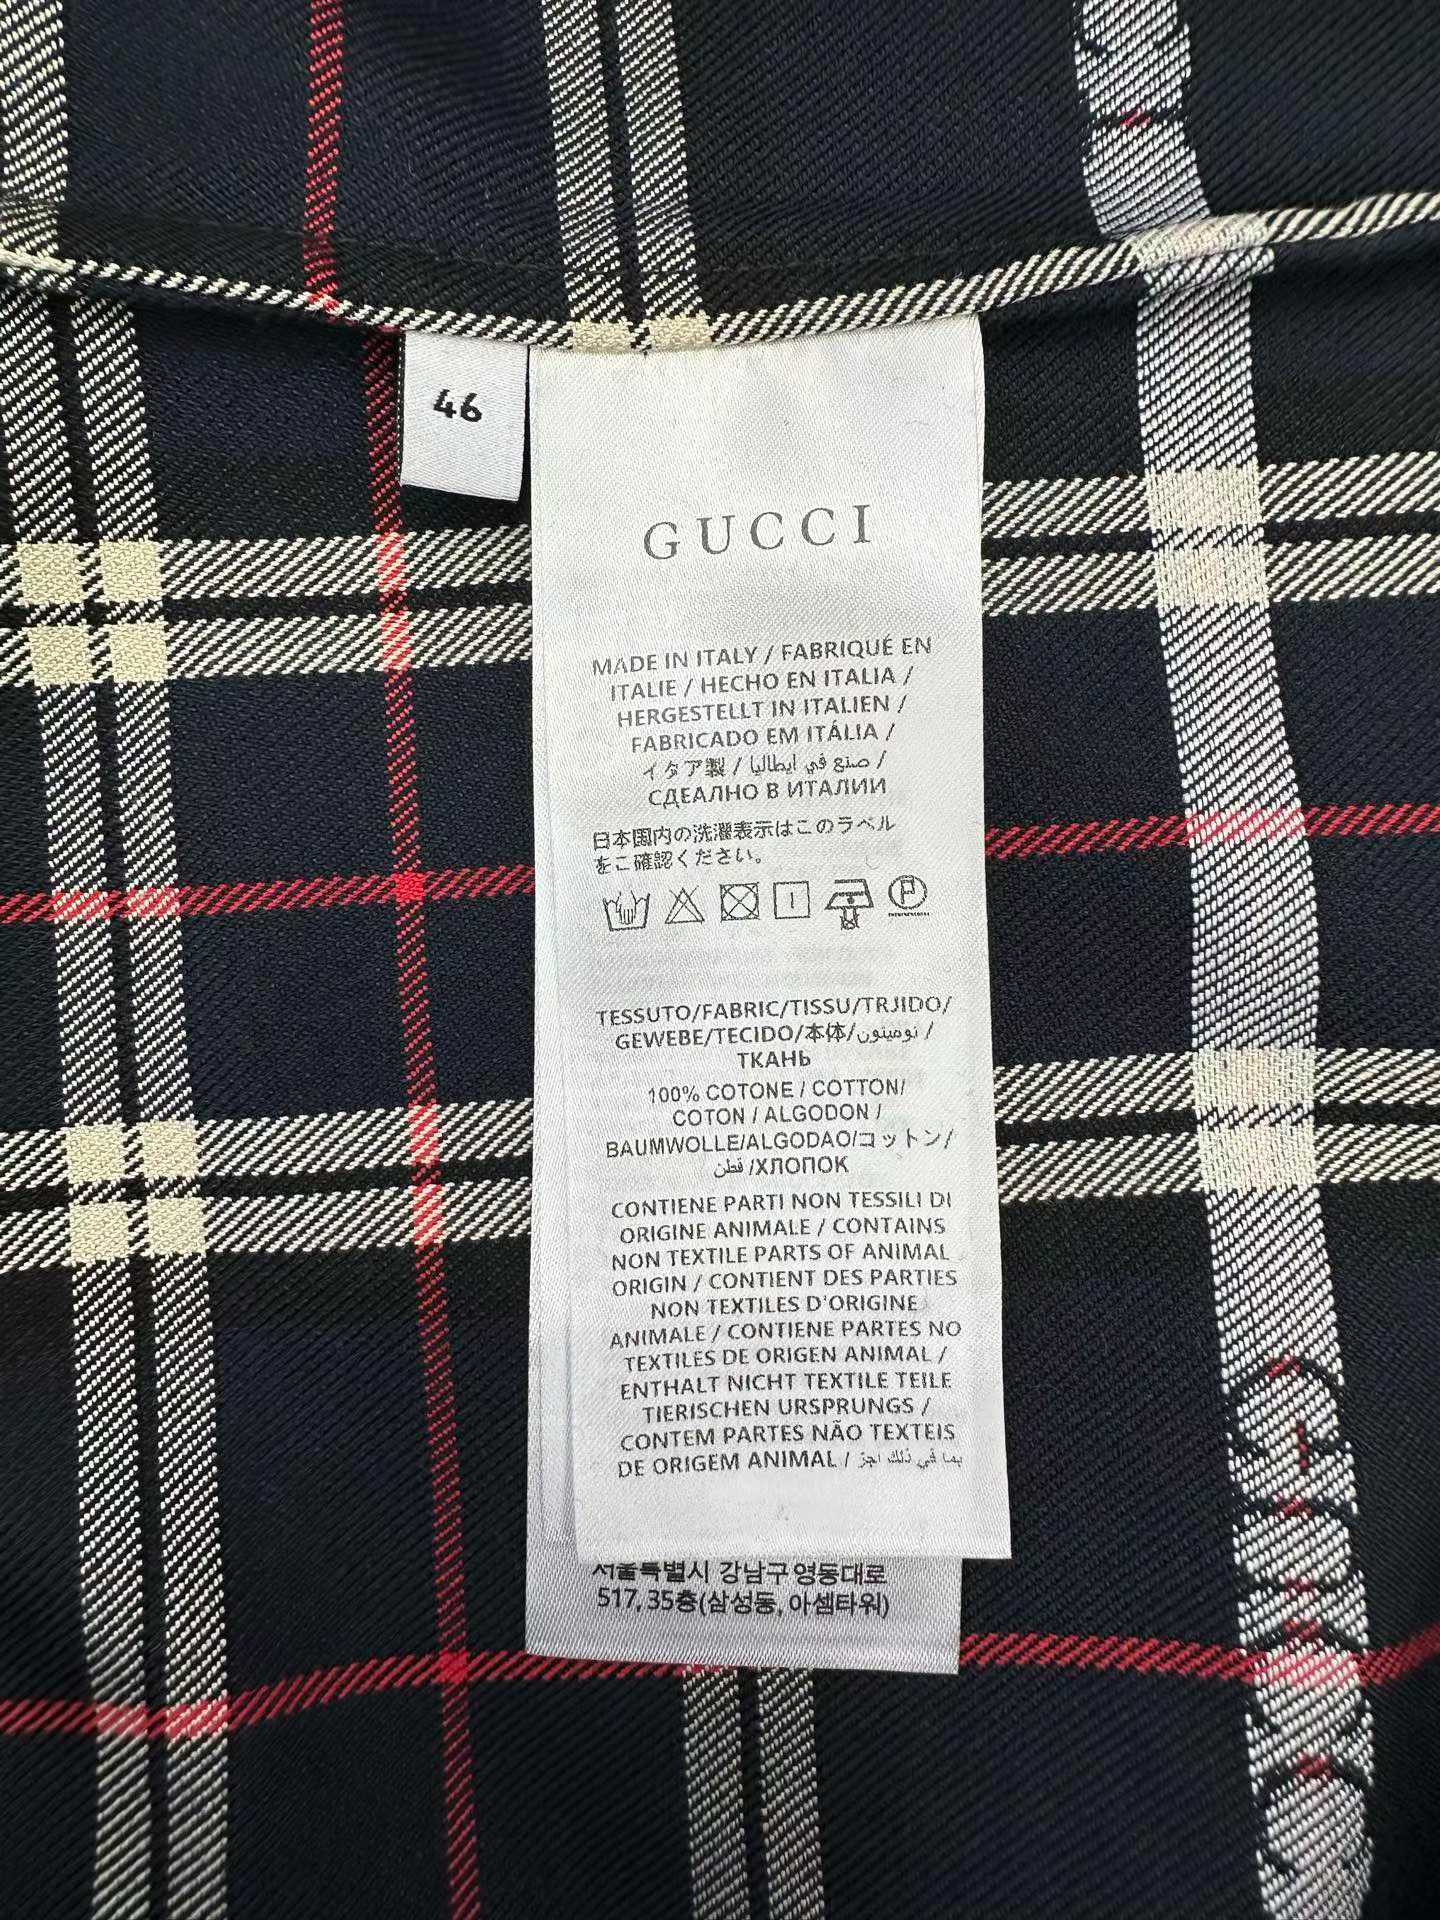 46
GUCCI
MADE IN ITALY / FABRIQUÉ EN
ITALIE / HECHO EN ITALIA /
HERGESTELLT IN ITALIEN /
FABRICADO EM ITÁLIA /
イタア製 / صنع في ايطاليا /
СДЕАЛНО В ИТАЛИИ
日本国内の洗濯表示はこのラベル
をこ確認ください。
TESSUTO/FABRIC/TISSU/TRJIDO/
GEWEBE/TECIDO/本体/نومينون /
ТКАНЬ
100% COTONE / COTTON/
COTON / ALGODON /
BAUMWOLLE/ALGODAO/コットン/
قطن /ХЛОПОК
CONTIENE PARTI NON TESSILI DI
ORIGINE ANIMALE / CONTAINS
NON TEXTILE PARTS OF ANIMAL
ORIGIN / CONTIENT DES PARTIES
NON TEXTILES D'ORIGINE
ANIMALE / CONTIENE PARTES NO
TEXTILES DE ORIGEN ANIMAL /
ENTHALT NICHT TEXTILE TEILE
TIERISCHEN URSPRUNGS /
CONTEM PARTES NÃO TEXTEIS
DE ORIGEM ANIMAL / بما في ذلك اجز
서울특별시 강남구 영동대로
517, 35층(삼성동, 아셈타워)